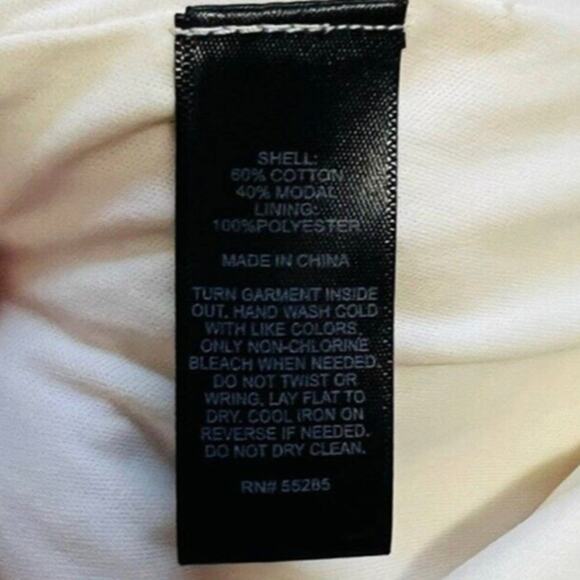 SHELL:
60% COTTON
40% MODAL
LINING:
100%POLYESTER
MADE IN CHINA
TURN GARMENT INSIDE
OUT, HAND WASH COLD
WITH LIKE COLORS,
ONLY NON-CHLORINE
BLEACH WHEN NEEDED.
DO NOT TWIST OR
WRING, LAY FLAT TO
DRY. COOL IRON ON
REVERSE IF NEEDED.
DO NOT DRY CLEAN.
RN# 55285